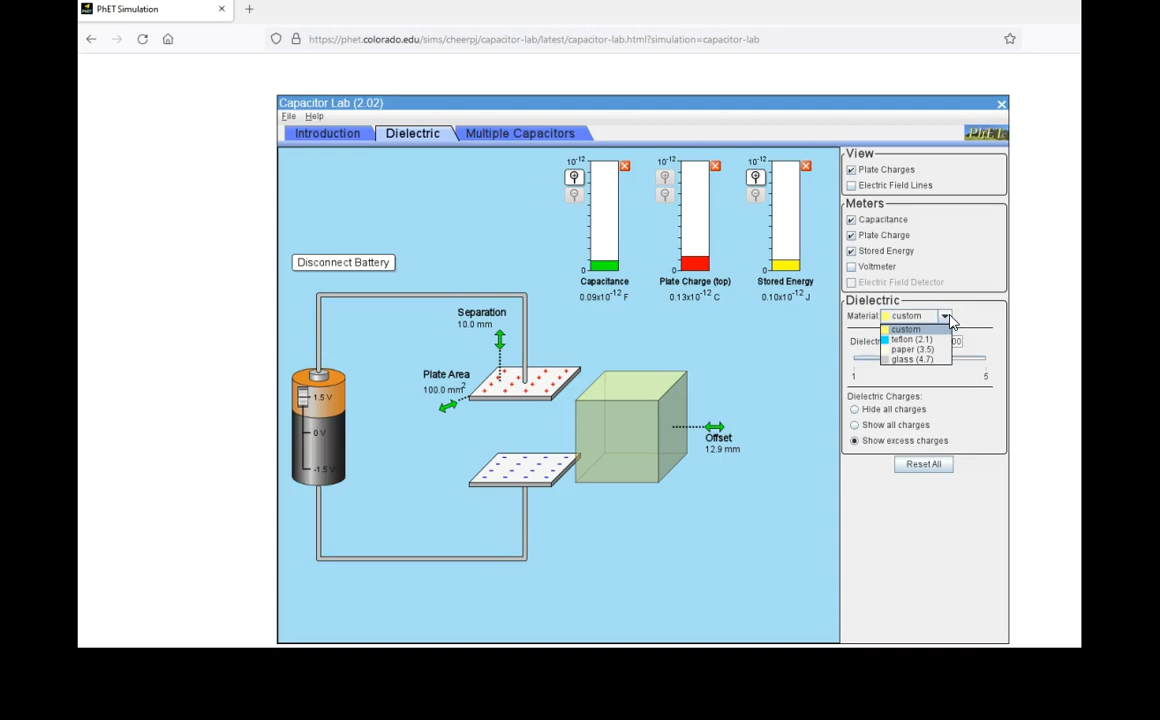 PhET Simulation
https://phet.colorado.edu/sims/cheerpj/capacitor-lab/latest/capacitor-lab.html?simulation=capacitor-lab
Capacitor Lab (2.02)
File Help
Introduction Dielectric Multiple Capacitors PhET
View
Plate Charges
Electric Field Lines
Meters
Capacitance
Plate Charge
Stored Energy
Voltmeter
Electric Field Detector
Dielectric
Material: custom
custom
teflon (2.1)
paper (3.5)
glass (4.7)
00
1 5
Dielectric Charges:
Hide all charges
Show all charges
Show excess charges
Reset All
10⁻¹² 10⁻¹² 10⁻¹²
0 0 0
Capacitance Plate Charge (top) Stored Energy
0.09x10⁻¹² F 0.13x10⁻¹² C 0.10x10⁻¹² J
Disconnect Battery
Separation
10.0 mm
Plate Area
100.0 mm²
1.5 V
0 V
-1.5 V
Offset
12.9 mm